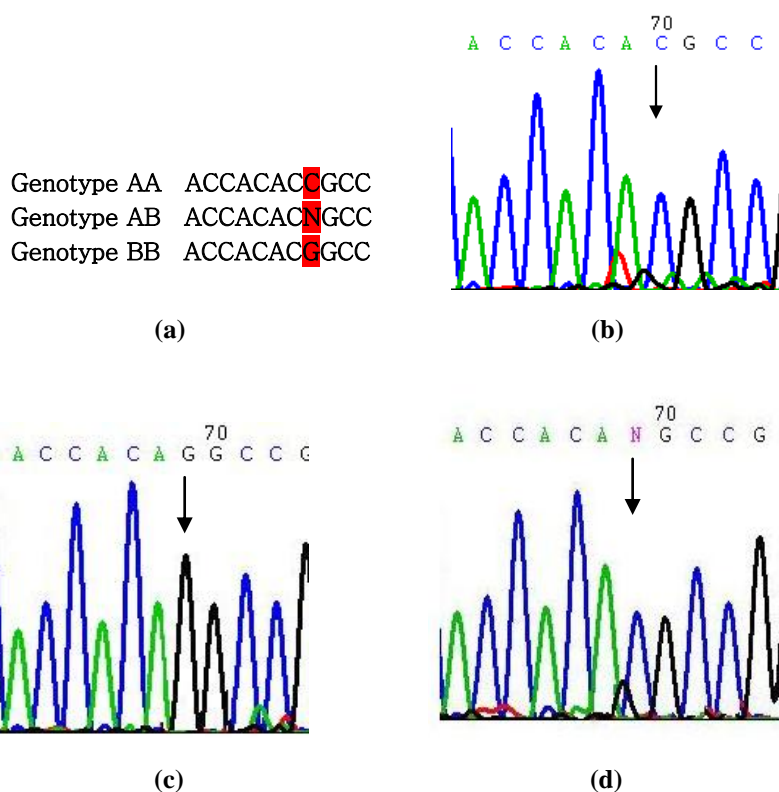 Genotype AA ACCACACCGCC
Genotype AB ACCACACNGCC
Genotype BB ACCACACGGCC
(a)
70
A C C A C A C G C C
(b)
70
A C C A C A G G C C G
(c)
70
A C C A C A N G C C G
(d)